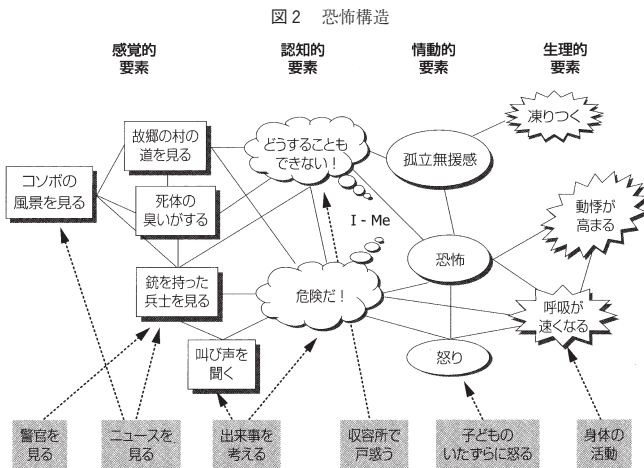 図2　恐怖構造
感覚的
要素
認知的
要素
情動的
要素
生理的
要素
コソボの
風景を見る
故郷の村の
道を見る
死体の
臭いがする
銃を持った
兵士を見る
叫び声を
聞く
どうすることも
できない！
I - Me
危険だ！
孤立無援感
恐怖
怒り
凍りつく
動悸が
高まる
呼吸が
速くなる
警官を
見る
ニュースを
見る
出来事を
考える
収容所で
戸惑う
子どもの
いたずらに怒る
身体の
活動